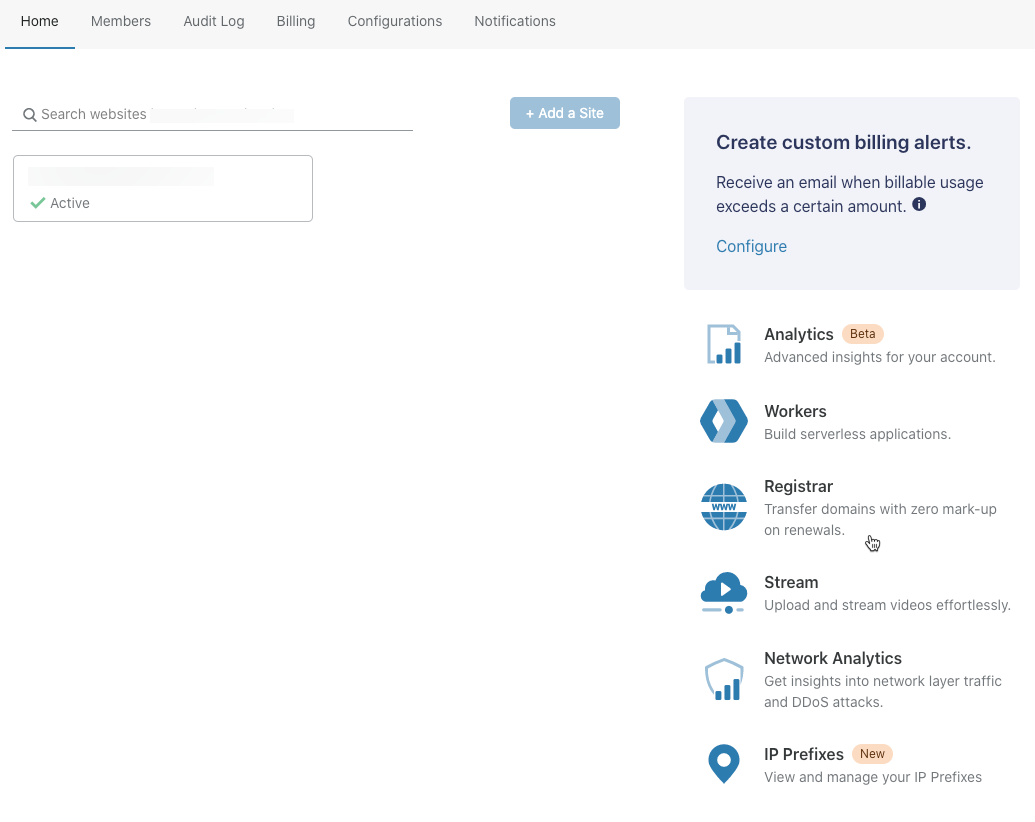 Home Members Audit Log Billing Configurations Notifications
Search websites
+ Add a Site
Active
Create custom billing alerts.
Receive an email when billable usage
exceeds a certain amount.
Configure
Analytics Beta
Advanced insights for your account.
Workers
Build serverless applications.
www
Registrar
Transfer domains with zero mark-up
on renewals.
Stream
Upload and stream videos effortlessly.
Network Analytics
Get insights into network layer traffic
and DDoS attacks.
IP Prefixes New
View and manage your IP Prefixes